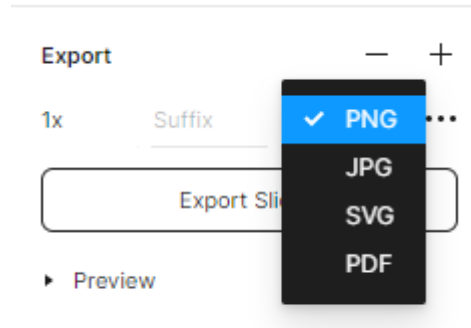 Export
1x Suffix PNG
JPG
Export Sli
SVG
PDF
Preview